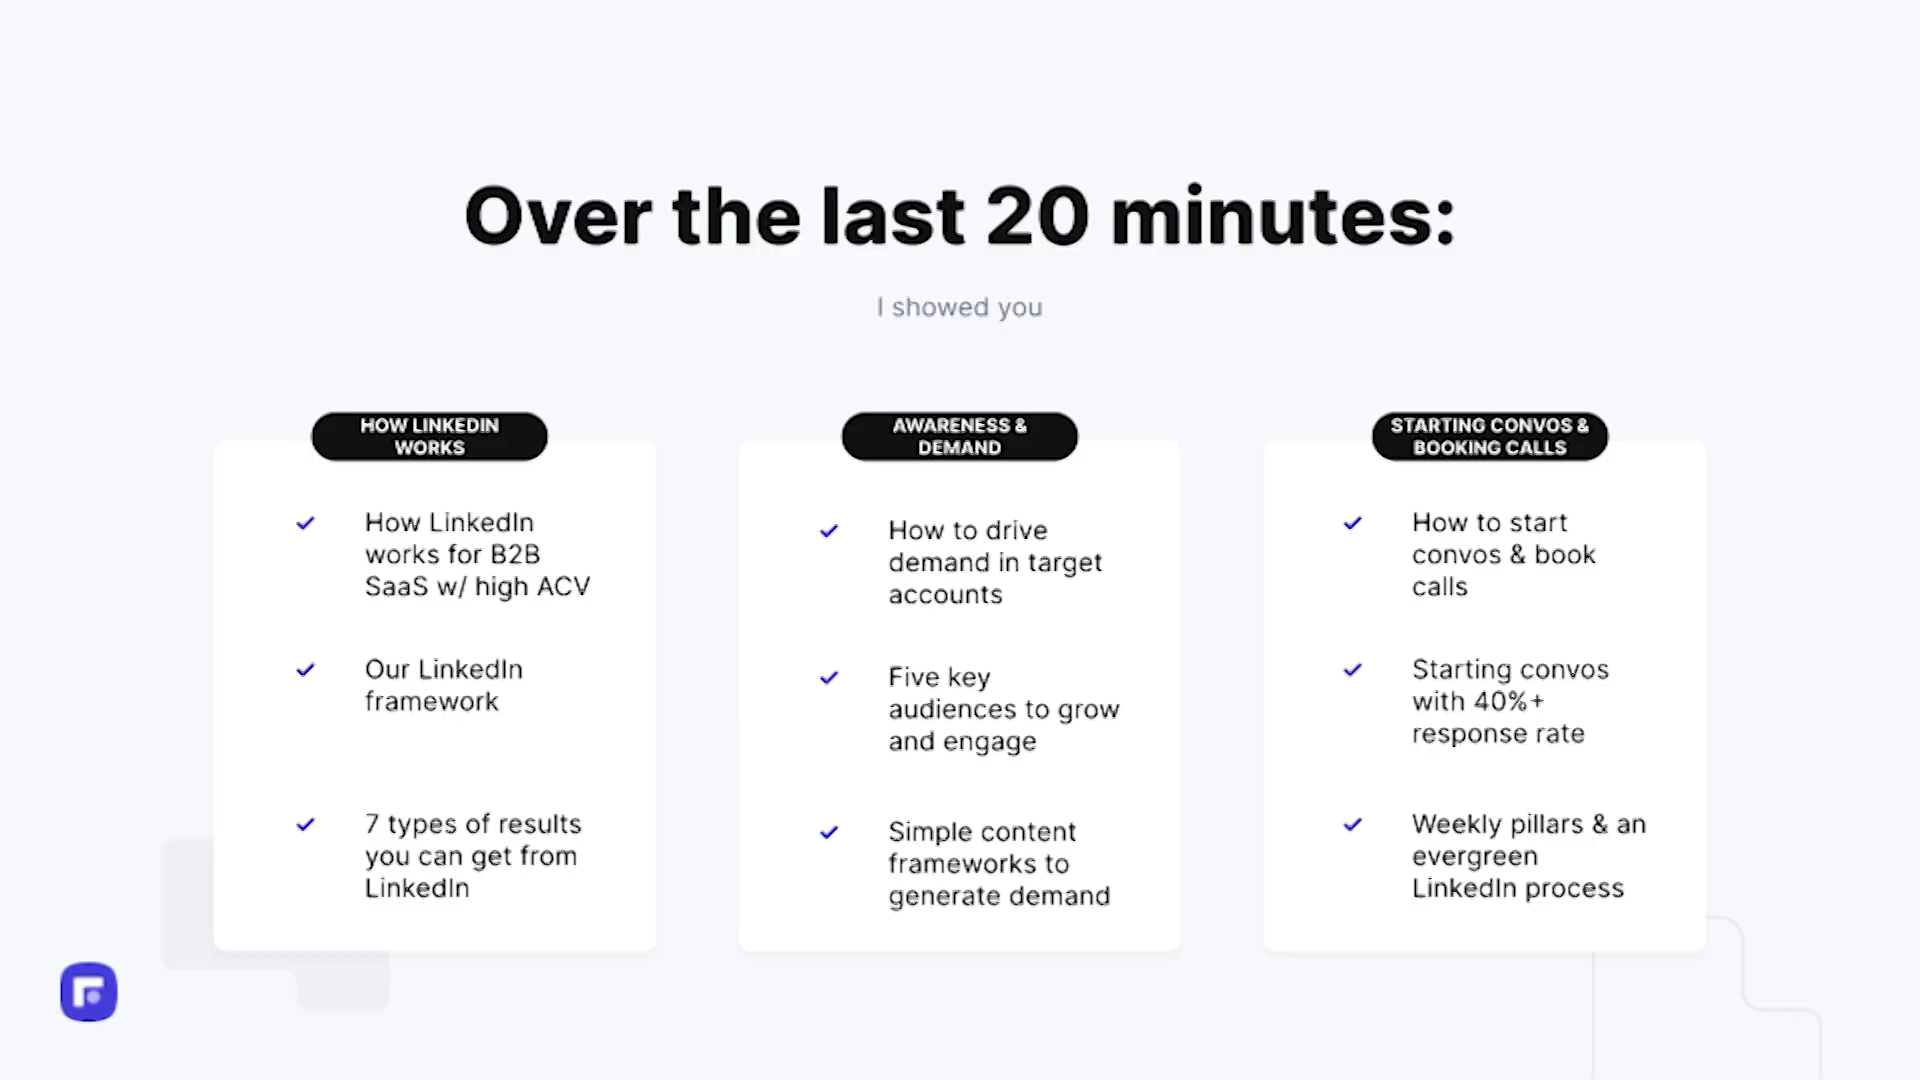 Over the last 20 minutes:
I showed you
HOW LINKEDIN
WORKS
How LinkedIn
works for B2B
SaaS w/ high ACV
Our LinkedIn
framework
7 types of results
you can get from
LinkedIn
AWARENESS &
DEMAND
How to drive
demand in target
accounts
Five key
audiences to grow
and engage
Simple content
frameworks to
generate demand
STARTING CONVOS &
BOOKING CALLS
How to start
convos & book
calls
Starting convos
with 40%+
response rate
Weekly pillars & an
evergreen
LinkedIn process